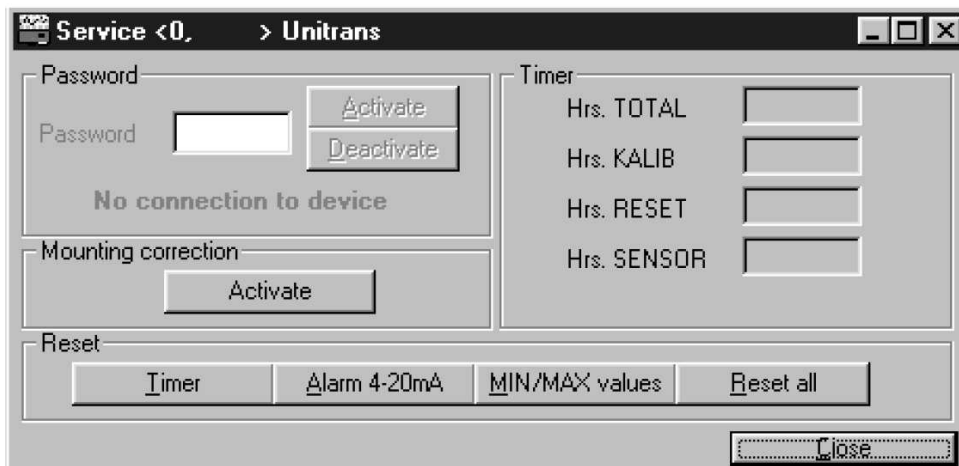 Service <0, > Unitrans
Password
Password
Activate
Deactivate
No connection to device
Mounting correction
Activate
Timer
Hrs. TOTAL
Hrs. KALIB
Hrs. RESET
Hrs. SENSOR
Reset
Timer
Alarm 4-20mA
MIN/MAX values
Reset all
Close